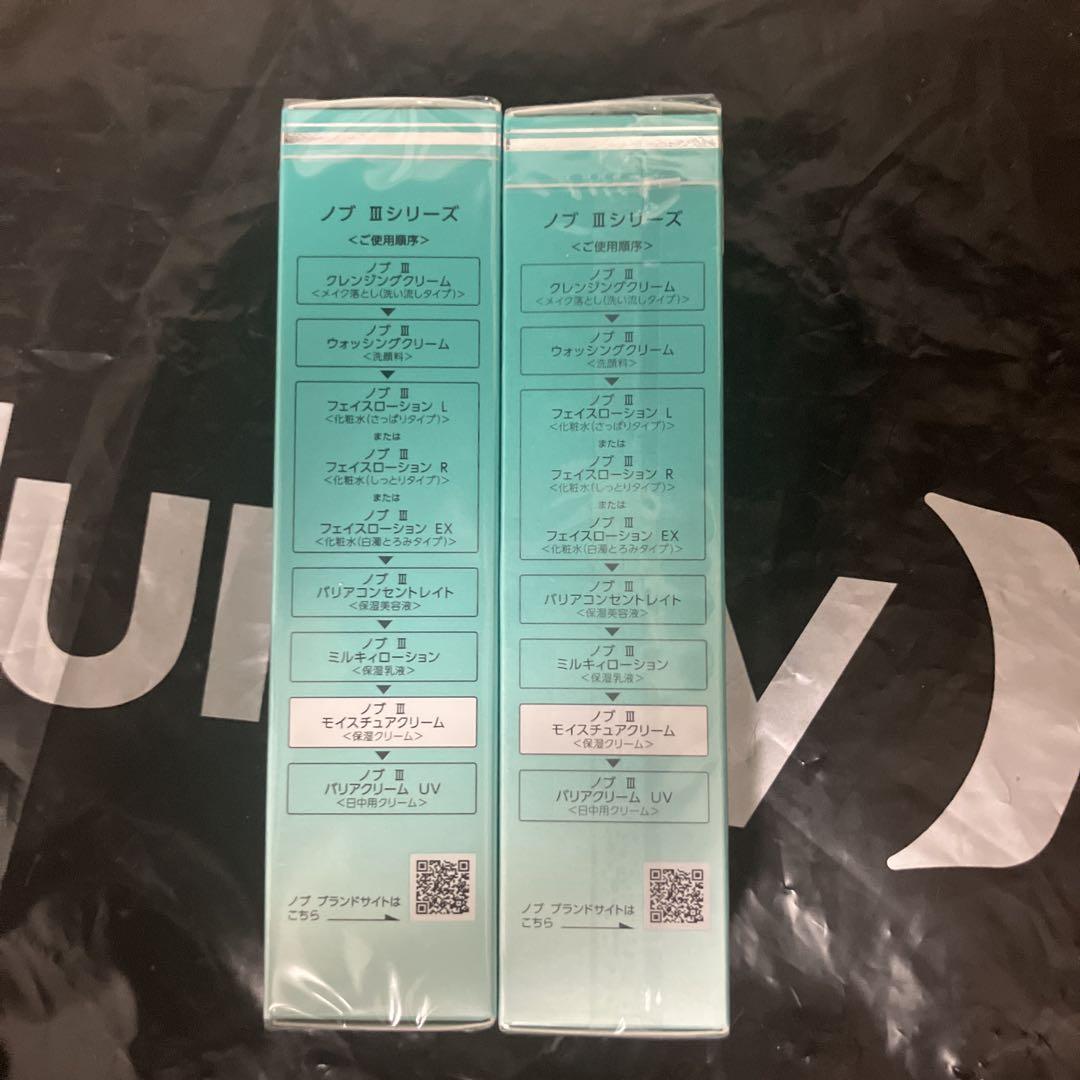 ノブ Ⅲシリーズ
<ご使用順序>
ノブ Ⅲ
クレンジングクリーム
<メイク落とし(洗い流しタイプ)>
ノブ Ⅲ
ウォッシングクリーム
<洗顔料>
ノブ Ⅲ
フェイスローション L
<化粧水(さっぱりタイプ)>
または
ノブ Ⅲ
フェイスローション R
<化粧水(しっとりタイプ)>
または
ノブ Ⅲ
フェイスローション EX
<化粧水(白濁とろみタイプ)>
ノブ Ⅲ
バリアコンセントレイト
<保湿美容液>
ノブ Ⅲ
ミルキィローション
<保湿乳液>
ノブ Ⅲ
モイスチュアクリーム
<保湿クリーム>
ノブ Ⅲ
バリアクリーム UV
<日中用クリーム>
ノブ ブランドサイトは
こちら
ノブ Ⅲシリーズ
<ご使用順序>
ノブ Ⅲ
クレンジングクリーム
<メイク落とし(洗い流しタイプ)>
ノブ Ⅲ
ウォッシングクリーム
<洗顔料>
ノブ Ⅲ
フェイスローション L
<化粧水(さっぱりタイプ)>
または
ノブ Ⅲ
フェイスローション R
<化粧水(しっとりタイプ)>
または
ノブ Ⅲ
フェイスローション EX
<化粧水(白濁とろみタイプ)>
ノブ Ⅲ
バリアコンセントレイト
<保湿美容液>
ノブ Ⅲ
ミルキィローション
<保湿乳液>
ノブ Ⅲ
モイスチュアクリーム
<保湿クリーム>
ノブ Ⅲ
バリアクリーム UV
<日中用クリーム>
ノブ ブランドサイトは
こちら